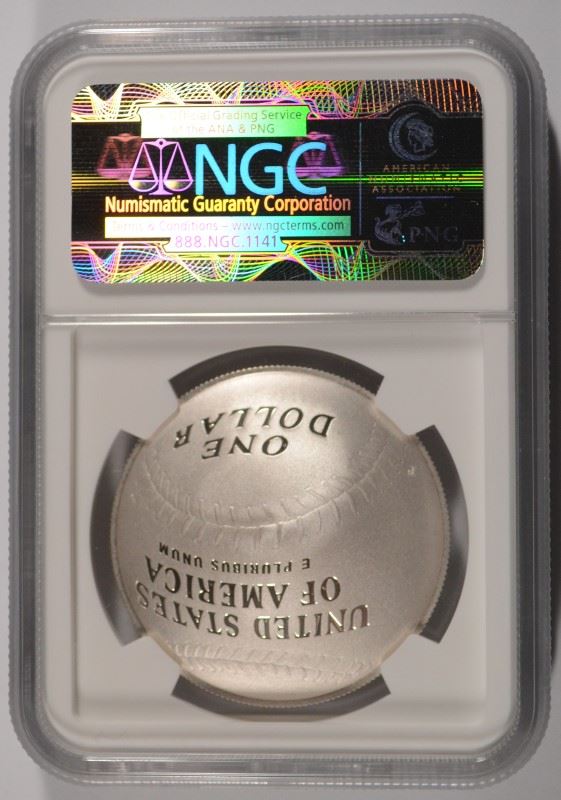 The Official Grading Service
of the ANA & PNG
NGC
Numismatic Guaranty Corporation
Terms & Conditions – www.ngcterms.com
888.NGC.1141
AMERICAN
NUMISMATIC
ASSOCIATION
PNG
UNITED STATES
OF AMERICA
E PLURIBUS UNUM
ONE
DOLLAR